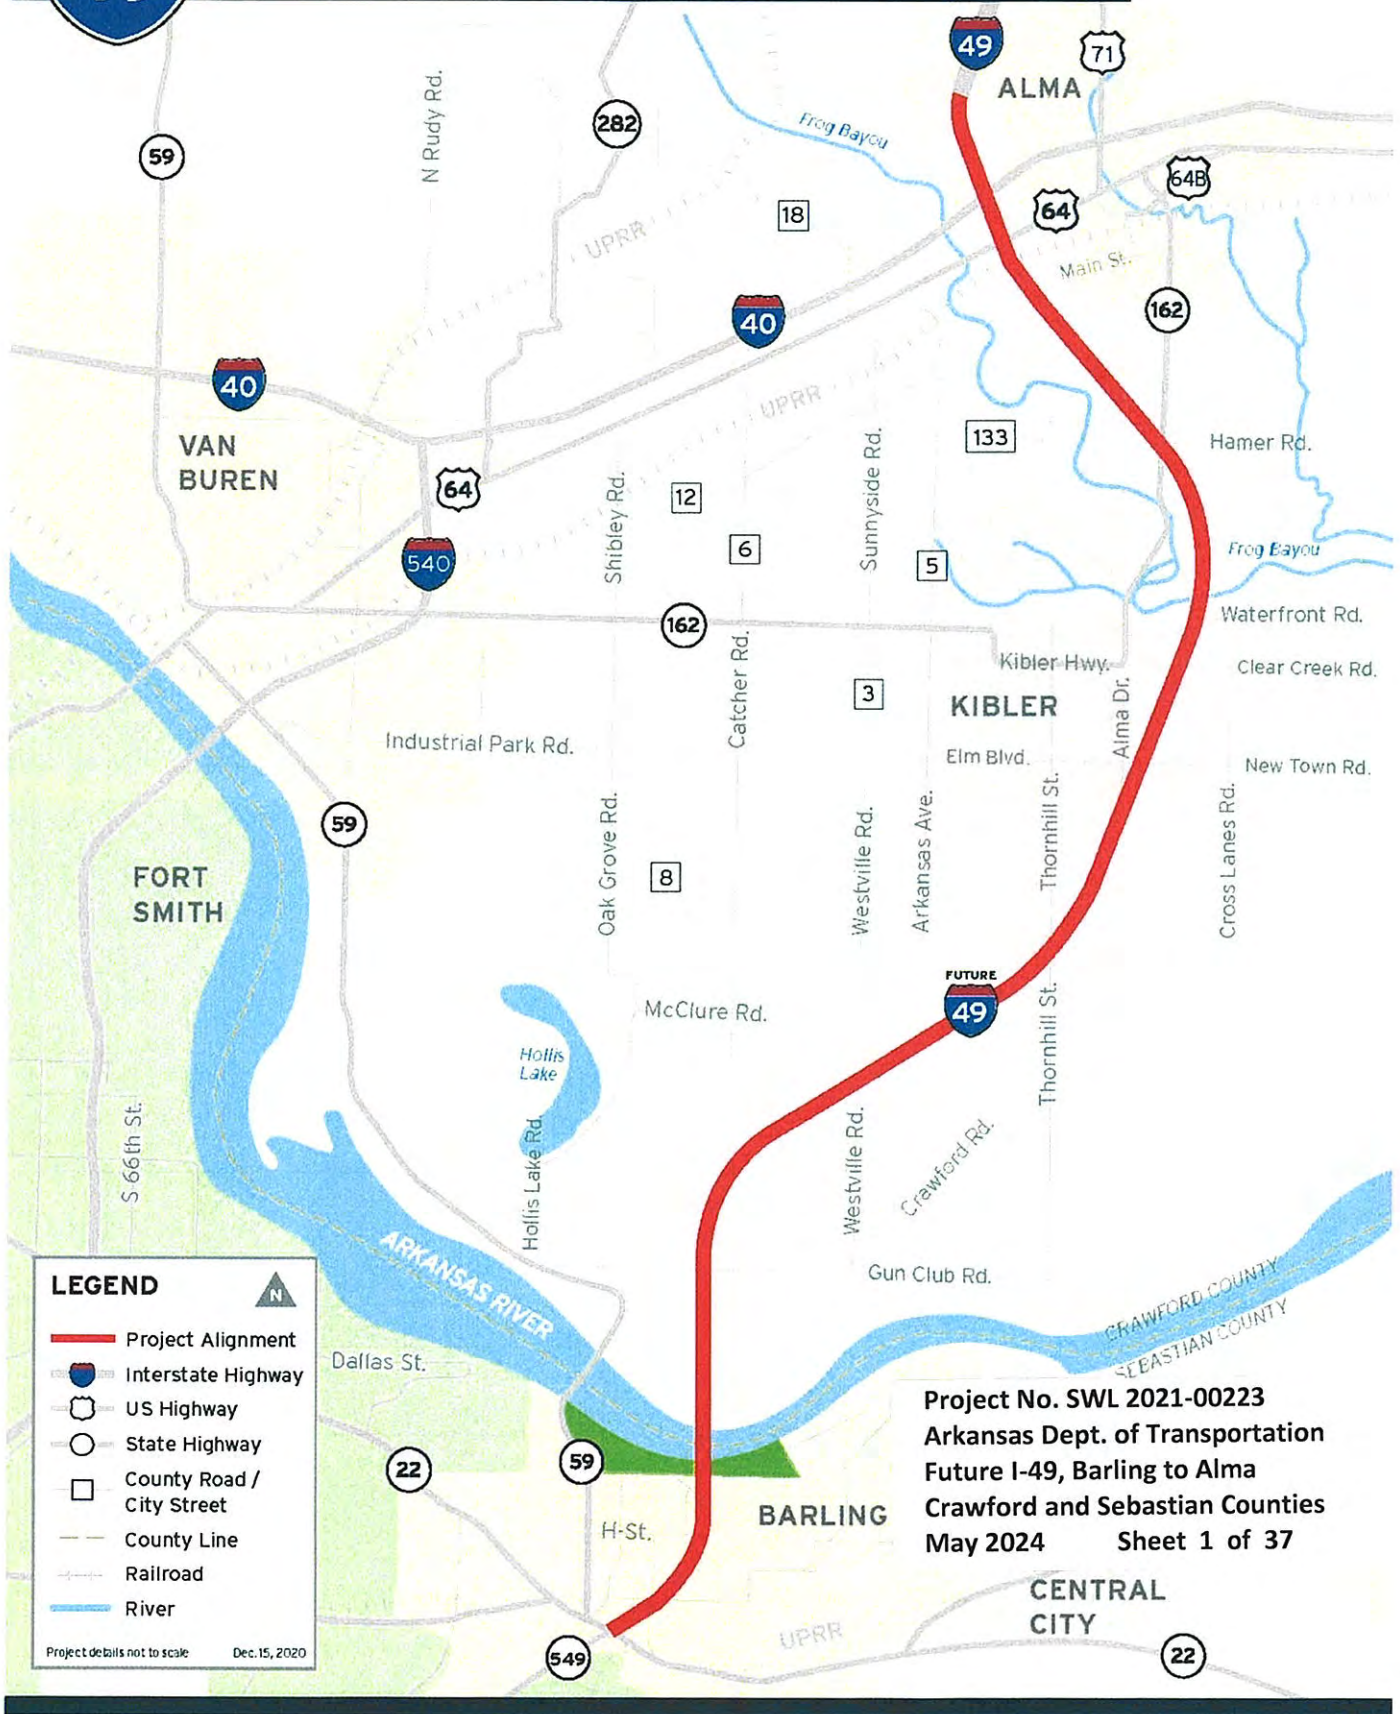 49
71
ALMA
Frog Bayou
282
59
N Rudy Rd.
64B
18
64
UPRR
Main St.
162
40
40
UPRR
133
Hamer Rd.
VAN
BUREN
64
Shibley Rd.
12
Sunnyside Rd.
6
540
5
Frog Bayou
162
Waterfront Rd.
Kibler Hwy.
Clear Creek Rd.
Catcher Rd.
3
KIBLER
Alma Dr.
Industrial Park Rd.
Elm Blvd.
New Town Rd.
59
Oak Grove Rd.
Westville Rd.
Arkansas Ave.
Thornhill St.
Cross Lanes Rd.
FORT
SMITH
8
FUTURE
49
McClure Rd.
Thornhill St.
Hollis
Lake
S 66th St.
Hollis Lake Rd.
Westville Rd.
Crawford Rd.
ARKANSAS RIVER
Gun Club Rd.
CRAWFORD COUNTY
SEBASTIAN COUNTY
LEGEND
N
Project Alignment
Interstate Highway
US Highway
State Highway
County Road /
City Street
County Line
Railroad
River
Project details not to scale Dec. 15, 2020
Dallas St.
22
59
H-St.
BARLING
Project No. SWL 2021-00223
Arkansas Dept. of Transportation
Future I-49, Barling to Alma
Crawford and Sebastian Counties
May 2024 Sheet 1 of 37
CENTRAL
CITY
UPRR
549
22